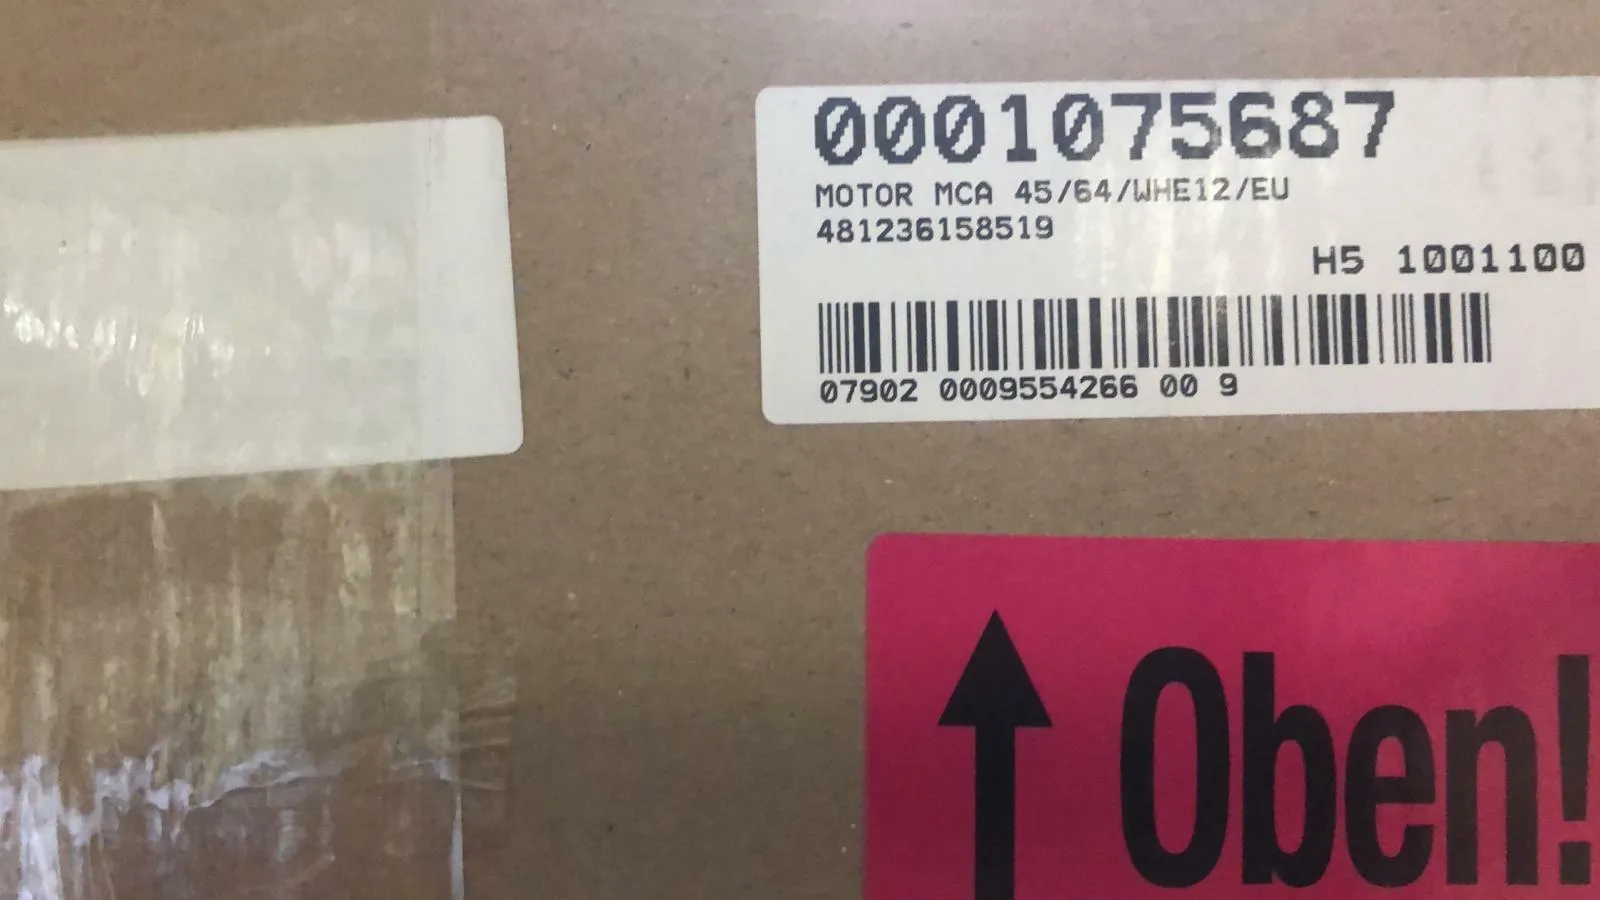 0001075687
MOTOR MCA 45/64/WHE12/EU
481236158519
H5 1001100
07902 0009554266 00 9
Oben!